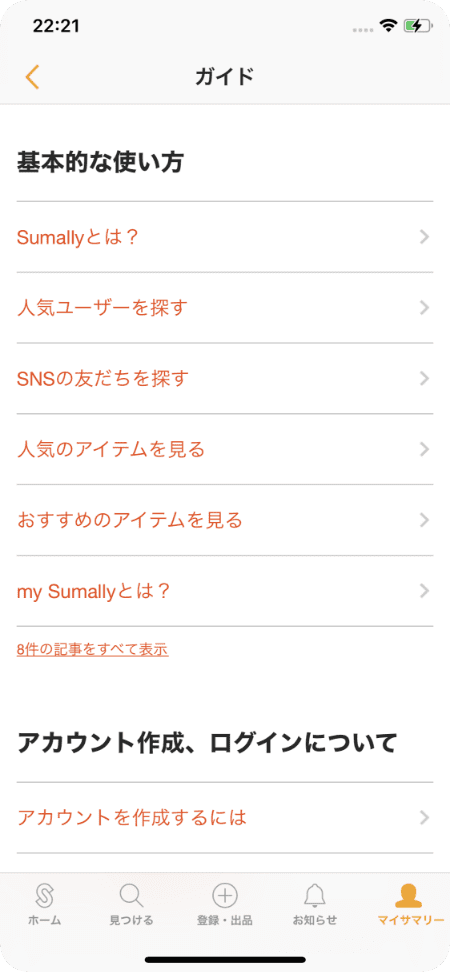 22:21
ガイド
基本的な使い方
Sumallyとは？
人気ユーザーを探す
SNSの友だちを探す
人気のアイテムを見る
おすすめのアイテムを見る
my Sumallyとは？
8件の記事をすべて表示
アカウント作成、ログインについて
アカウントを作成するには
ホーム
見つける
登録・出品
お知らせ
マイサマリー